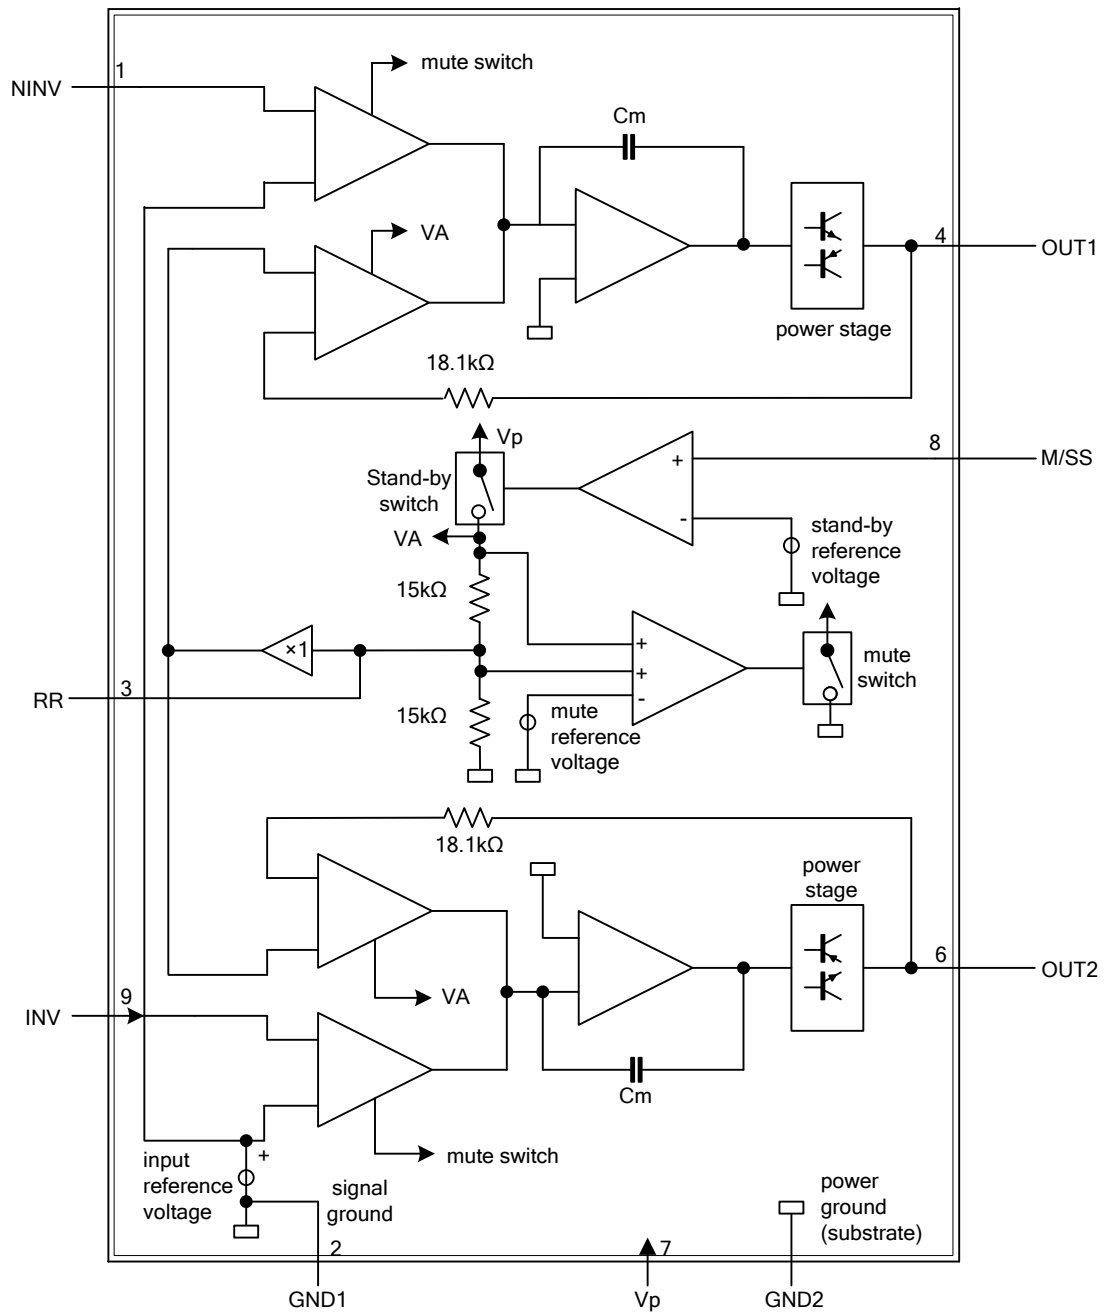 mute switch
1
NINV
Cm
VA
4
OUT1
power stage
18.1kΩ
Vp
8
M/SS
+
Stand-by
switch
-
stand-by
reference
voltage
VA
15kΩ
×1
+
+
-
mute
switch
3
RR
15kΩ
mute
reference
voltage
18.1kΩ
power
stage
6
OUT2
9
INV
VA
Cm
mute switch
+
input
reference
voltage
signal
ground
power
ground
(substrate)
2
7
GND1
Vp
GND2